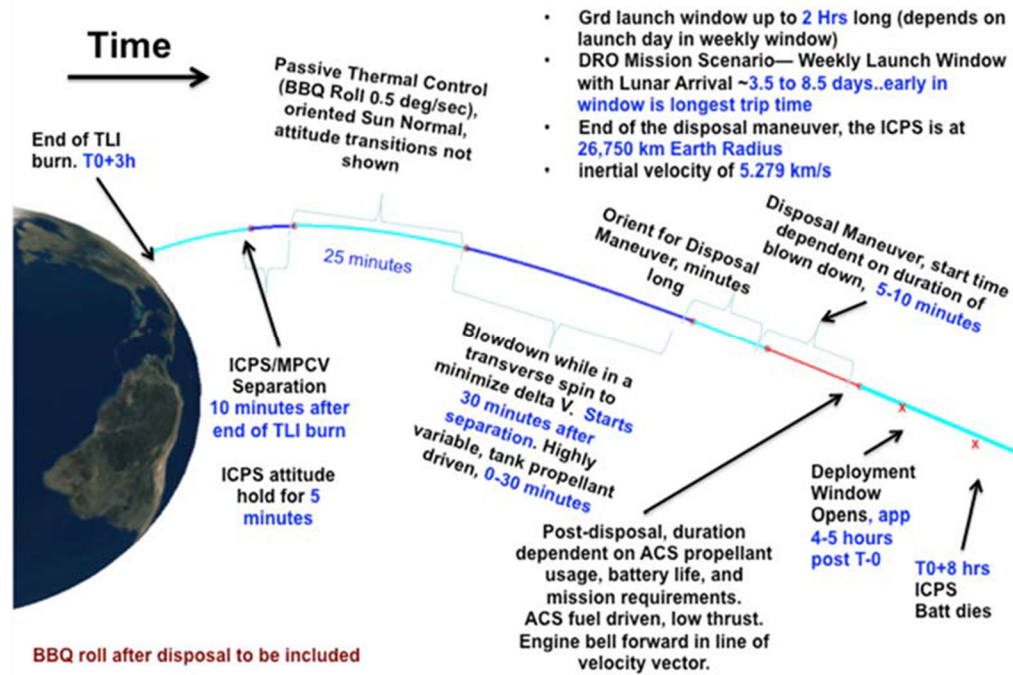 Time
End of TLI
burn. T0+3h
Passive Thermal Control
(BBQ Roll 0.5 deg/sec),
oriented Sun Normal,
attitude transitions not
shown
• Grd launch window up to 2 Hrs long (depends on
launch day in weekly window)
• DRO Mission Scenario— Weekly Launch Window
with Lunar Arrival ~3.5 to 8.5 days..early in
window is longest trip time
• End of the disposal maneuver, the ICPS is at
26,750 km Earth Radius
• inertial velocity of 5.279 km/s
25 minutes
Orient for Disposal
Maneuver, minutes
long
Disposal Maneuver, start time
dependent on duration of
blown down, 5-10 minutes
ICPS/MPCV
Separation
10 minutes after
end of TLI burn
ICPS attitude
hold for 5
minutes
Blowdown while in a
transverse spin to
minimize delta V. Starts
30 minutes after
separation. Highly
variable, tank propellant
driven, 0-30 minutes
Post-disposal, duration
dependent on ACS propellant
usage, battery life, and
mission requirements.
ACS fuel driven, low thrust.
Engine bell forward in line of
velocity vector.
x
x
Deployment
Window
Opens, app
4-5 hours
post T-0
T0+8 hrs
ICPS
Batt dies
BBQ roll after disposal to be included